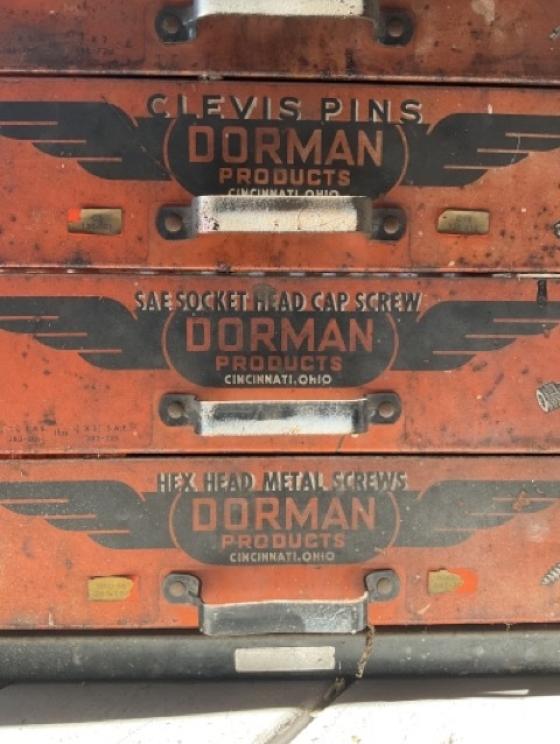 CLEVIS PINS
DORMAN
PRODUCTS
CINCINNATI, OHIO
SAE SOCKET HEAD CAP SCREW
DORMAN
PRODUCTS
CINCINNATI, OHIO
HEX HEAD METAL SCREWS
DORMAN
PRODUCTS
CINCINNATI, OHIO